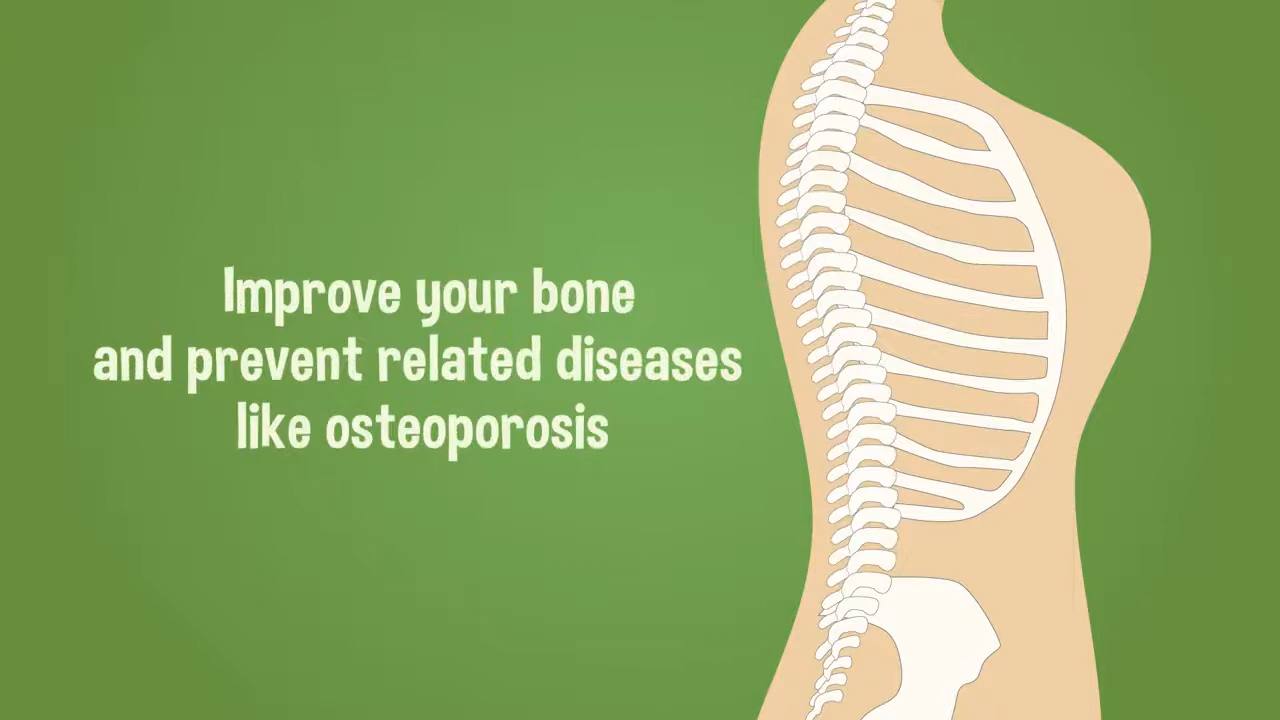 Improve your bone
and prevent related diseases
like osteoporosis